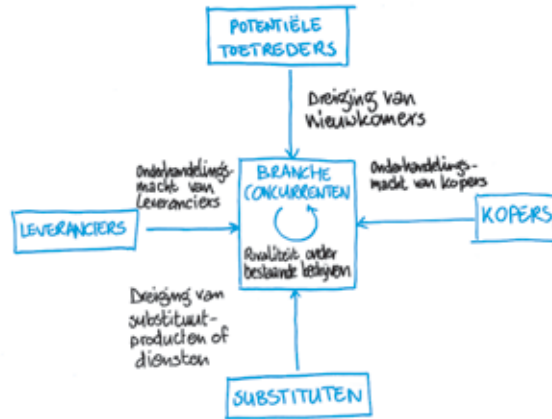 POTENTIËLE
TOETREDERS
Dreiging van
nieuwkomers
Onderhandelings-
macht van
leveranciers
BRANCHE
CONCURRENTEN
Onderhandelings-
macht van kopers
LEVERANCIERS
KOPERS
Rivaliteit onder
bestaande bedrijven
Dreiging van
substituut-
producten of
diensten
SUBSTITUTEN